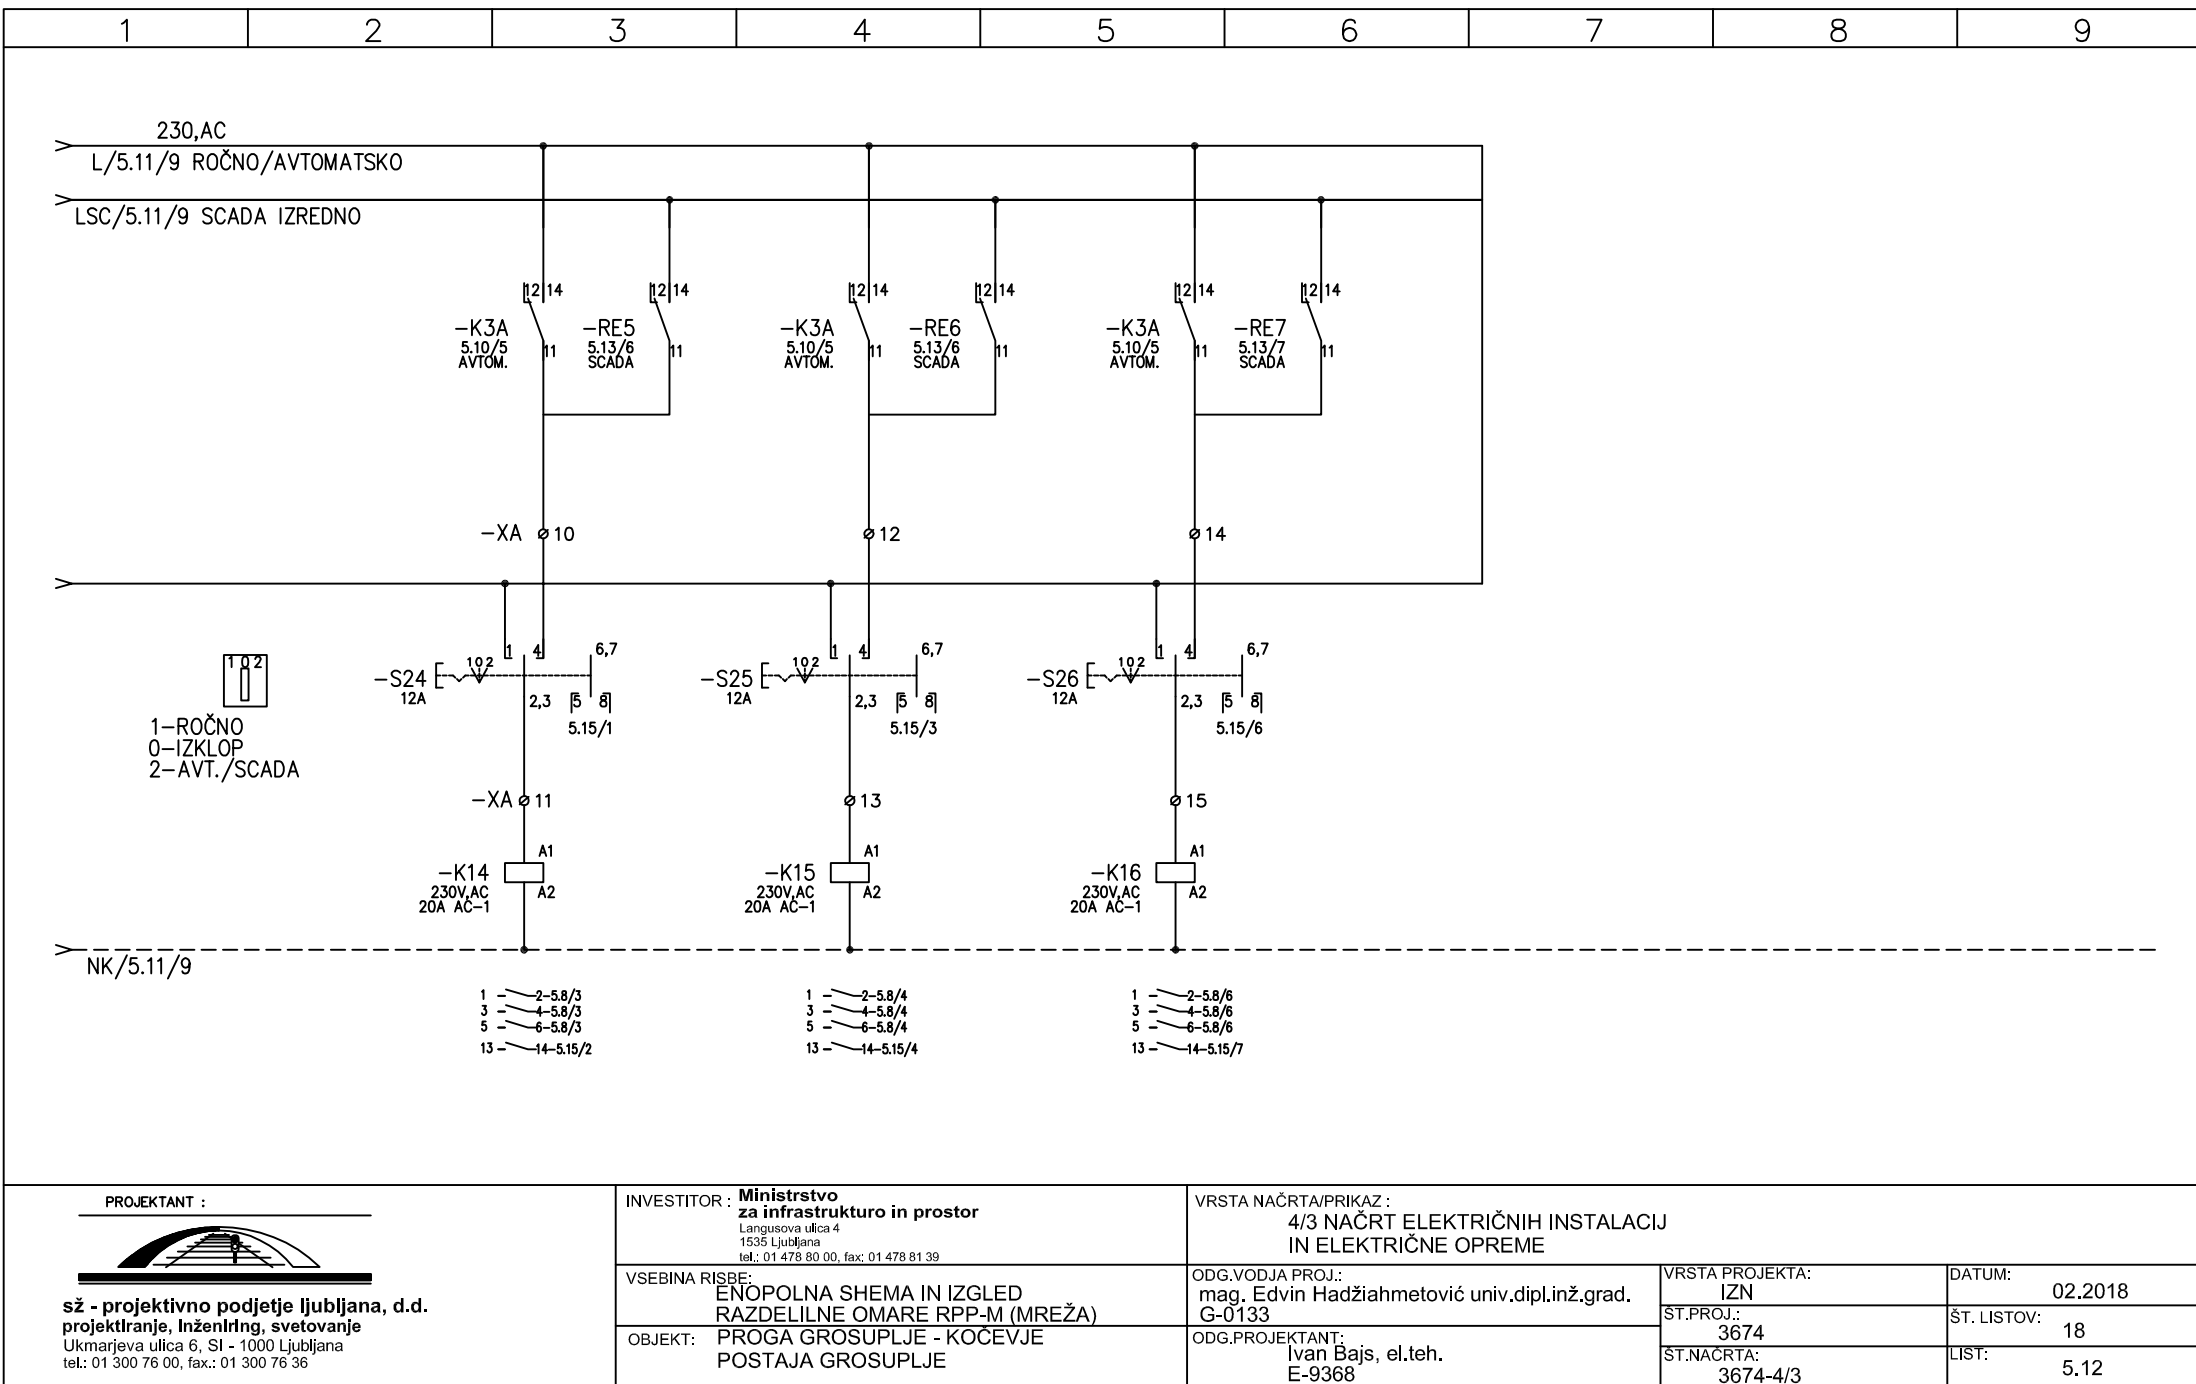 1 2 3 4 5 6 7 8 9
230,AC
L/5.11/9 ROČNO/AVTOMATSKO
LSC/5.11/9 SCADA IZREDNO
12 14 12 14 12 14 12 14 12 14 12 14
-K3A -RE5 -K3A -RE6 -K3A -RE7
5.10/5 5.13/6 5.10/5 5.13/6 5.10/5 5.13/7
11 11 11 11 11 11
AVTOM. SCADA AVTOM. SCADA AVTOM. SCADA
-XA 10 12 14
1 4 6,7 1 4 6,7 1 4 6,7
1 0 2 1 0 2 1 0 2 1 0 2
-S24 -S25 -S26
12A 2,3 5 8 12A 2,3 5 8 12A 2,3 5 8
5.15/1 5.15/3 5.15/6
1-ROČNO
0-IZKLOP
2-AVT./SCADA
-XA 11 13 15
A1 A1 A1
-K14 -K15 -K16
230V,AC A2 230V,AC A2 230V,AC A2
20A AC-1 20A AC-1 20A AC-1
NK/5.11/9
1 2-5.8/3 1 2-5.8/4 1 2-5.8/6
3 4-5.8/3 3 4-5.8/4 3 4-5.8/6
5 6-5.8/3 5 6-5.8/4 5 6-5.8/6
13 14-5.15/2 13 14-5.15/4 13 14-5.15/7
PROJEKTANT :
sž - projektivno podjetje ljubljana, d.d.
projektiranje, inženiring, svetovanje
Ukmarjeva ulica 6, SI - 1000 Ljubljana
tel.: 01 300 76 00, fax.: 01 300 76 36
INVESTITOR : Ministrstvo
za infrastrukturo in prostor
Langusova ulica 4
1535 Ljubljana
tel.: 01 478 80 00, fax: 01 478 81 39
VSEBINA RISBE:
ENOPOLNA SHEMA IN IZGLED
RAZDELILNE OMARE RPP-M (MREŽA)
OBJEKT: PROGA GROSUPLJE - KOČEVJE
POSTAJA GROSUPLJE
VRSTA NAČRTA/PRIKAZ :
4/3 NAČRT ELEKTRIČNIH INSTALACIJ
IN ELEKTRIČNE OPREME
ODG.VODJA PROJ.:
mag. Edvin Hadžiahmetović univ.dipl.inž.grad.
G-0133
ODG.PROJEKTANT:
Ivan Bajs, el.teh.
E-9368
VRSTA PROJEKTA:
IZN
ŠT.PROJ.:
3674
ŠT.NAČRTA:
3674-4/3
DATUM:
02.2018
ŠT. LISTOV:
18
LIST:
5.12